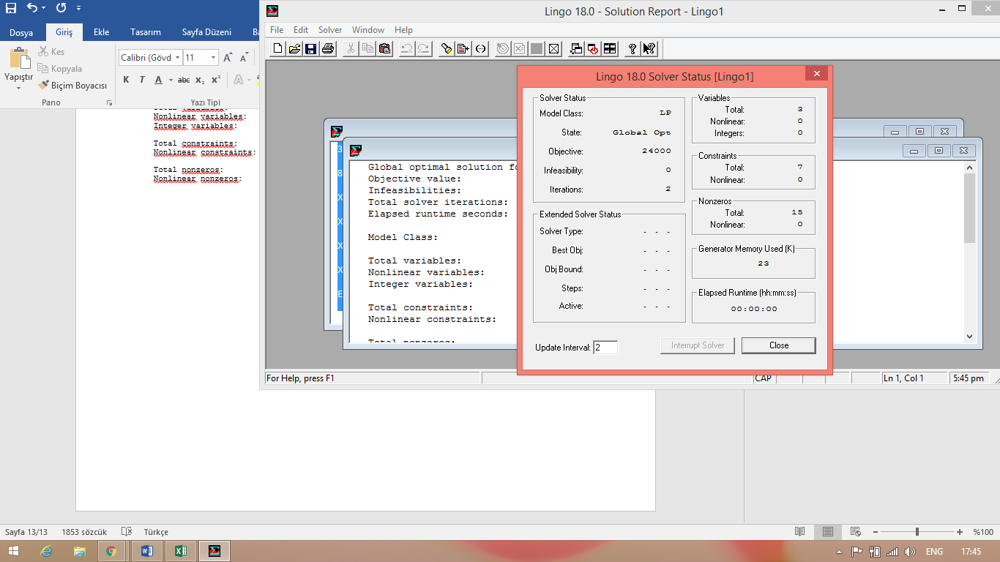 Lingo 18.0 - Solution Report - Lingo1
Dosya
Giriş
Ekle
Tasarım
Sayfa Düzeni
File Edit Solver Window Help
Kes
Kopyala
Biçim Boyacısı
Yapıştır
Pano
Calibri (Gövd
11
K T A abc x₂ x² A
Yazı Tipi
Nonlinear variables:
Integer variables:
Total constraints:
Nonlinear constraints:
Total nonzeros:
Nonlinear nonzeros:
3
8
X
X
X
X
E
Global optimal solution fo
Objective value:
Infeasibilities:
Total solver iterations:
Elapsed runtime seconds:
Model Class:
Total variables:
Nonlinear variables:
Integer variables:
Total constraints:
Nonlinear constraints:
Total nonzeros:
Lingo 18.0 Solver Status [Lingo1]
Solver Status
Model Class: LP
State: Global Opt
Objective: 24000
Infeasibility: 0
Iterations: 2
Extended Solver Status
Solver Type: - - -
Best Obj: - - -
Obj Bound: - - -
Steps: - - -
Active: - - -
Variables
Total: 3
Nonlinear: 0
Integers: 0
Constraints
Total: 7
Nonlinear: 0
Nonzeros
Total: 15
Nonlinear: 0
Generator Memory Used (K)
23
Elapsed Runtime (hh:mm:ss)
00:00:00
Update Interval: 2
Interrupt Solver
Close
For Help, press F1
CAP
Ln 1, Col 1
5:45 pm
Sayfa 13/13
1853 sözcük
Türkçe
%100
ENG
17:45